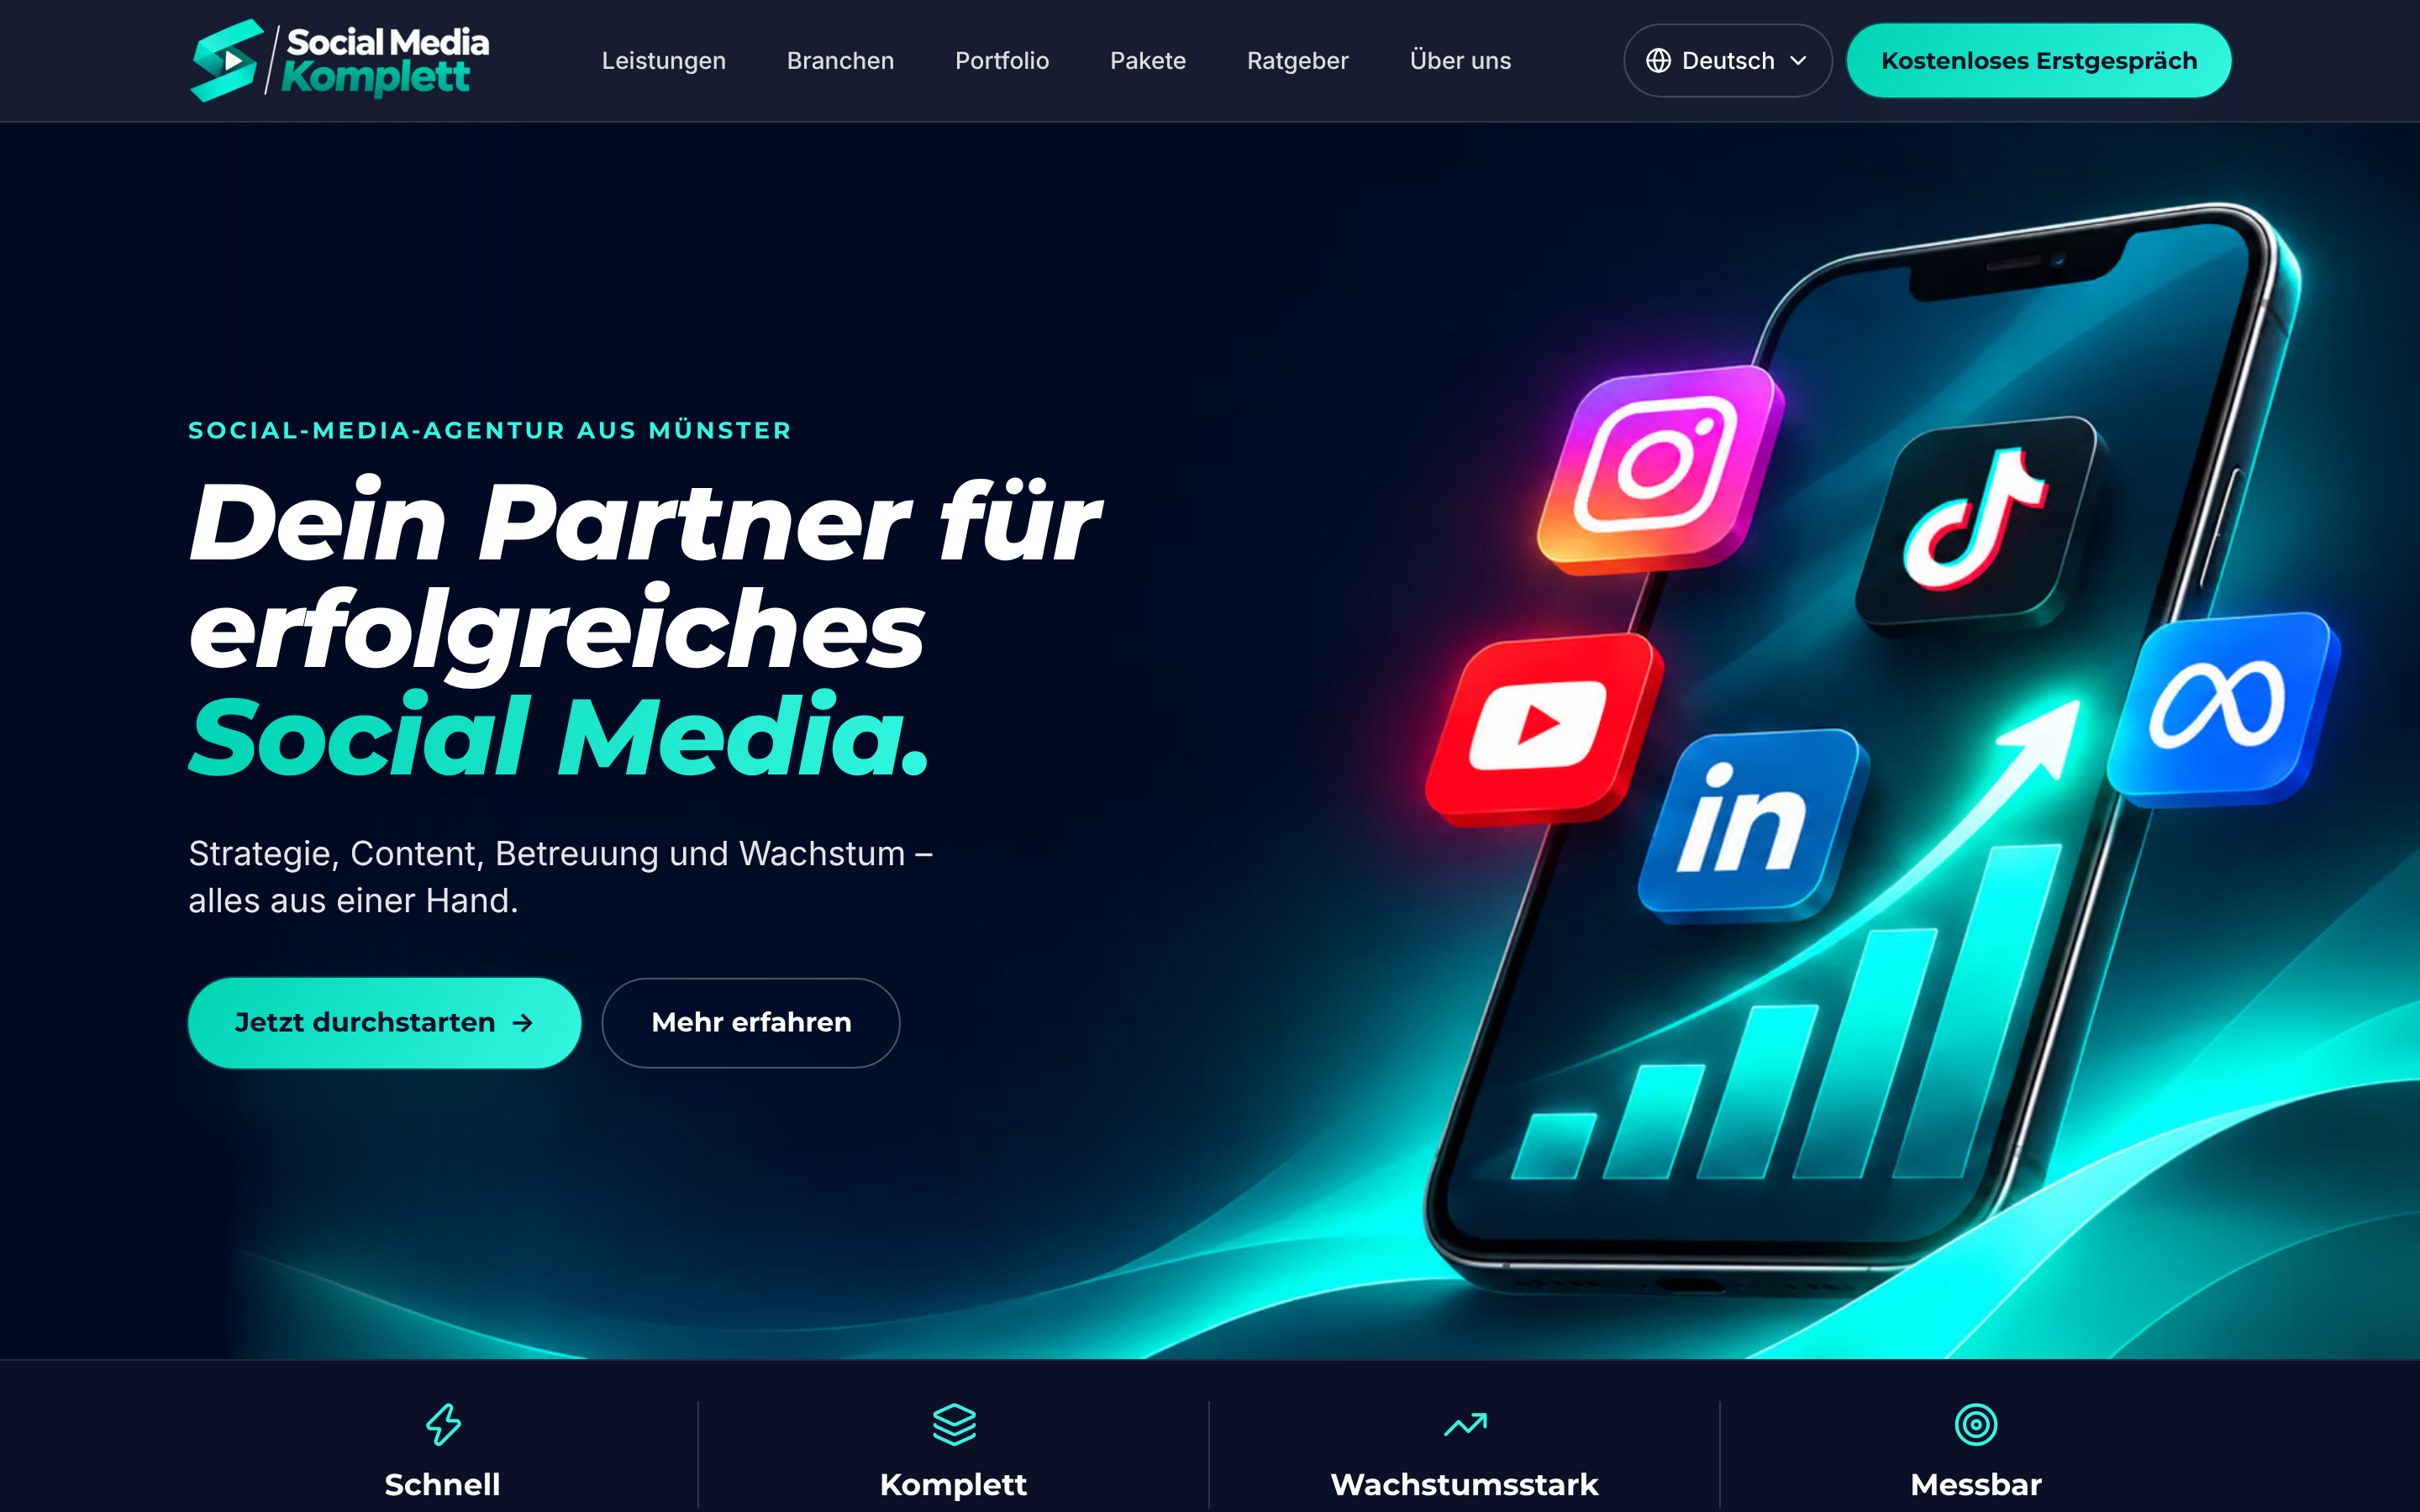 Social Media
Komplett
Leistungen
Branchen
Portfolio
Pakete
Ratgeber
Über uns
Deutsch
Kostenloses Erstgespräch
SOCIAL-MEDIA-AGENTUR AUS MÜNSTER
Dein Partner für
erfolgreiches
Social Media.
Strategie, Content, Betreuung und Wachstum –
alles aus einer Hand.
Jetzt durchstarten →
Mehr erfahren
in
Schnell
Komplett
Wachstumsstark
Messbar